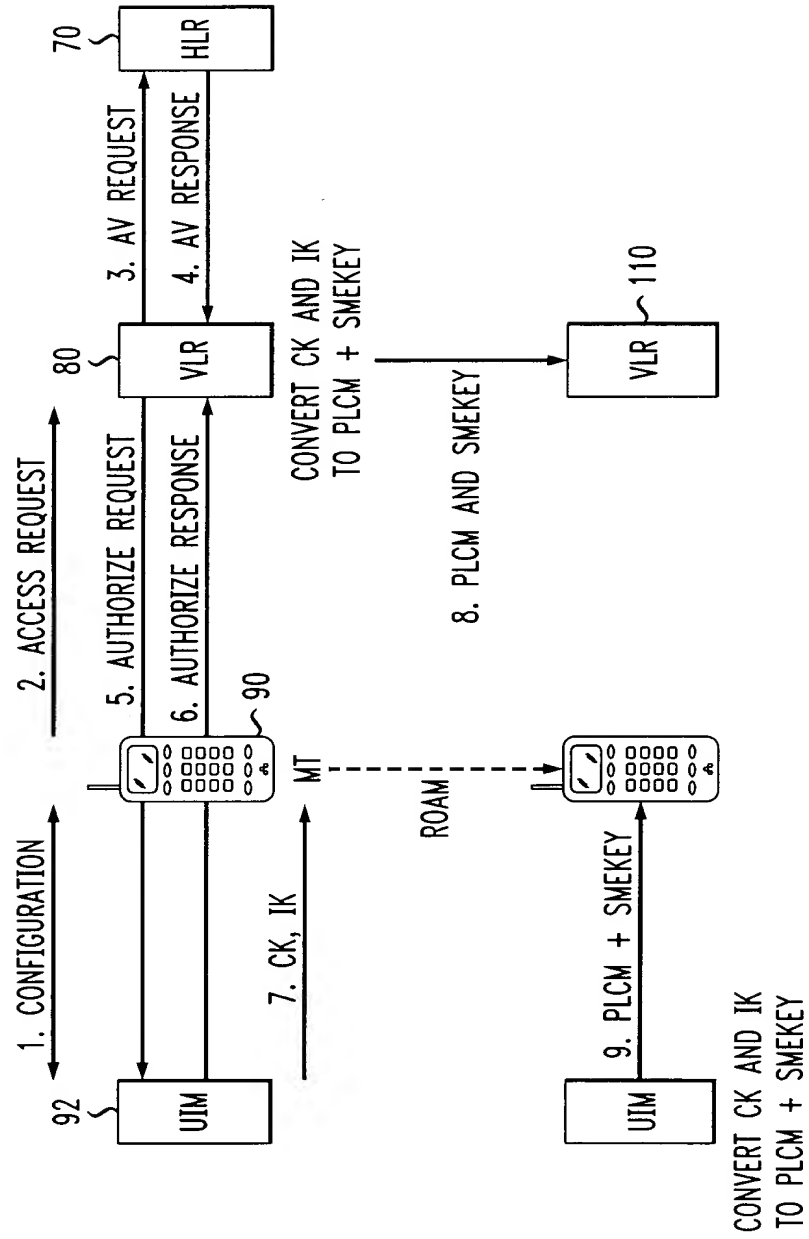 1. CONFIGURATION
2. ACCESS REQUEST
92
UIM
5. AUTHORIZE REQUEST
6. AUTHORIZE RESPONSE
90
MT
80
VLR
3. AV REQUEST
4. AV RESPONSE
70
HLR
7. CK, IK
ROAM
CONVERT CK AND IK
TO PLCM + SMEKEY
8. PLCM AND SMEKEY
UIM
9. PLCM + SMEKEY
VLR
110
CONVERT CK AND IK
TO PLCM + SMEKEY